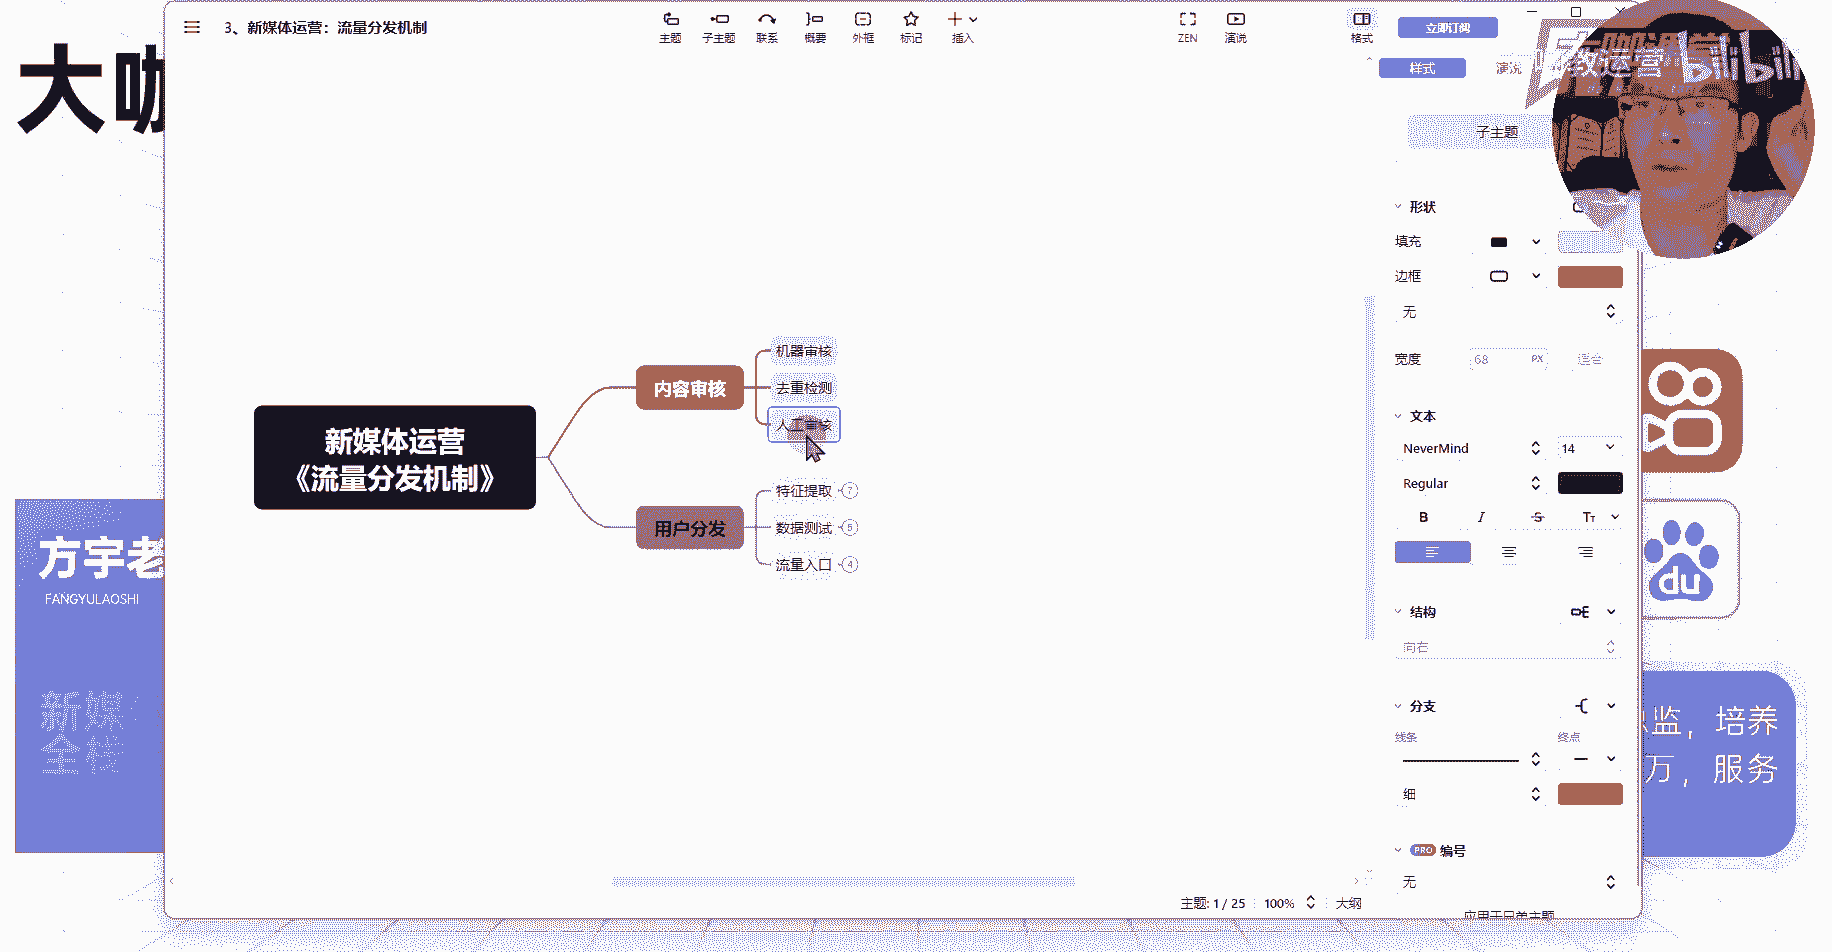 大咖
3、新媒体运营：流量分发机制
主题
子主题
联系
概要
外框
标记
插入
ZEN
演说
格式
立即订阅
样式
演说
运营
bilibili
子主题
形状
填充
边框
无
宽度
68 PX
适合
文本
NeverMind
14
Regular
B I S Tт
结构
向右
分支
线条
终点
细
PRO 编号
无
内容审核
机器审核
去重检测
人工审核
新媒体运营
《流量分发机制》
用户分发
特征提取 7
数据测试 5
流量入口 4
方宇老
FANGYULAOSHI
新媒
全栈
du
监，培养
万，服务
主题: 1 / 25
100%
大纲
应用于兄弟主题